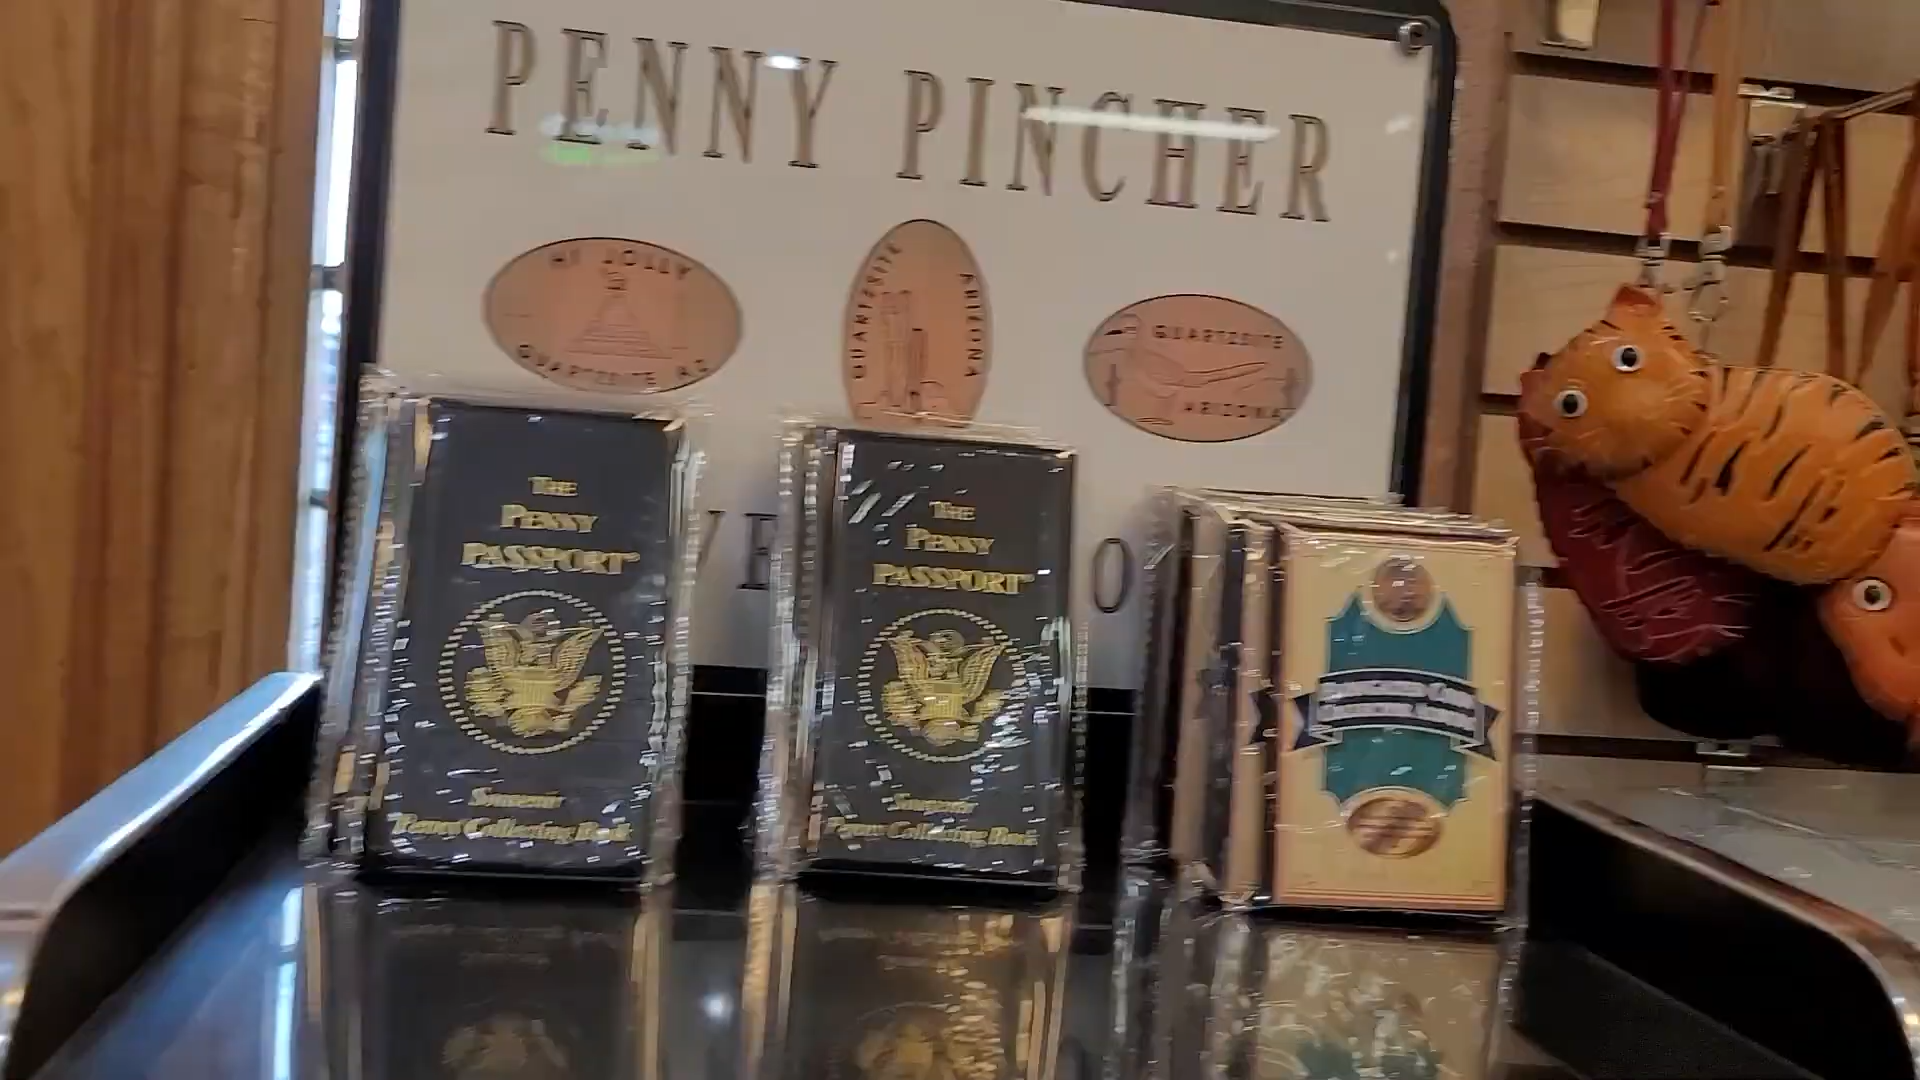 PENNY PINCHER
HI JOLLY
QUARTZSITE AZ
QUARTZSITE ARIZONA
QUARTZSITE
ARIZONA
THE
PENNY
PASSPORT
Souvenir
Penny Collecting Book
THE
PENNY
PASSPORT
Souvenir
Penny Collecting Book